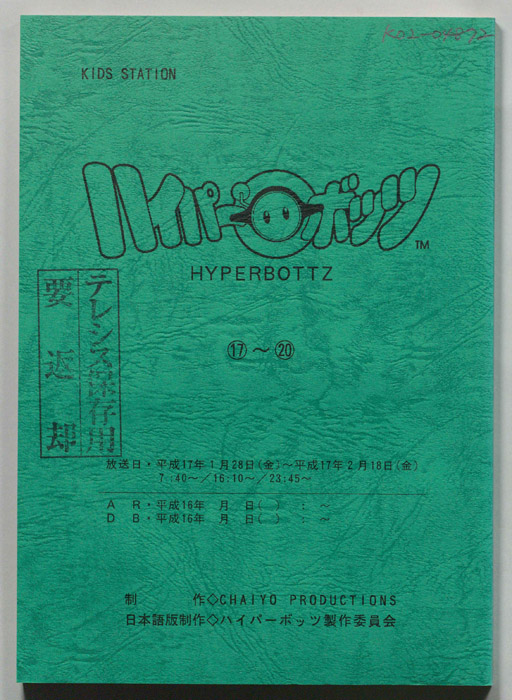 K02-04872
KIDS STATION
ハイパーボッツ™
HYPERBOTTZ
⑰～⑳
テレシス保存用
要返却
放送日・平成17年1月28日(金)～平成17年2月18日(金)
7:40～／16:10～／23:45～
A R・平成16年 月 日( ) : ～
D B・平成16年 月 日( ) : ～
制 作◇CHAIYO PRODUCTIONS
日本語版制作◇ハイパーボッツ製作委員会